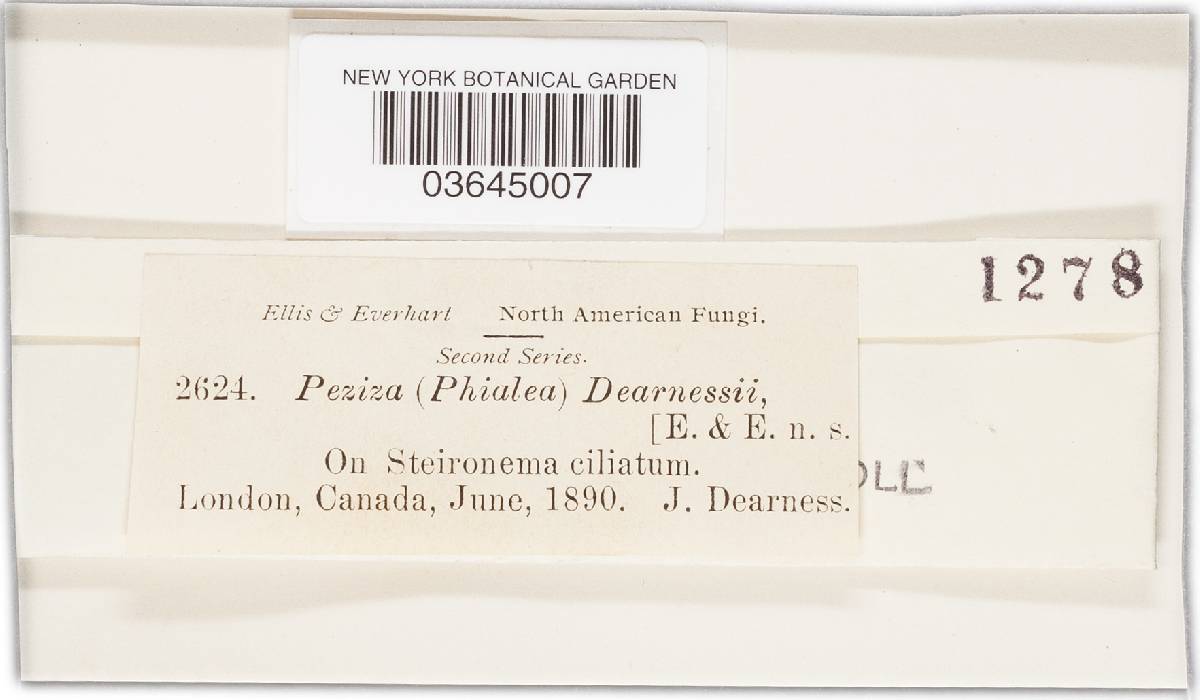 NEW YORK BOTANICAL GARDEN
03645007
1278
Ellis & Everhart North American Fungi.
Second Series.
2624. Peziza (Phialea) Dearnessii,
[E. & E. n. s.
On Steironema ciliatum.
London, Canada, June, 1890. J. Dearness.